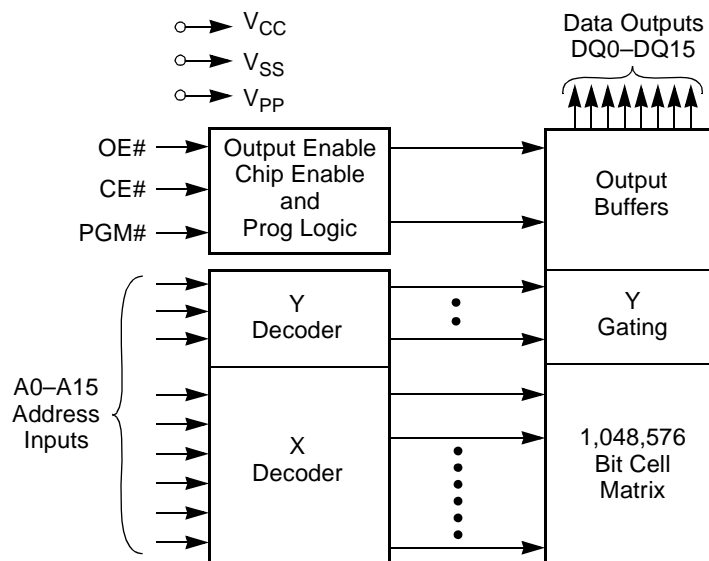 Data Outputs
DQ0–DQ15
VCC
VSS
VPP
OE#
CE#
PGM#
Output Enable
Chip Enable
and
Prog Logic
Output
Buffers
Y
Decoder
Y
Gating
A0–A15
Address
Inputs
X
Decoder
1,048,576
Bit Cell
Matrix